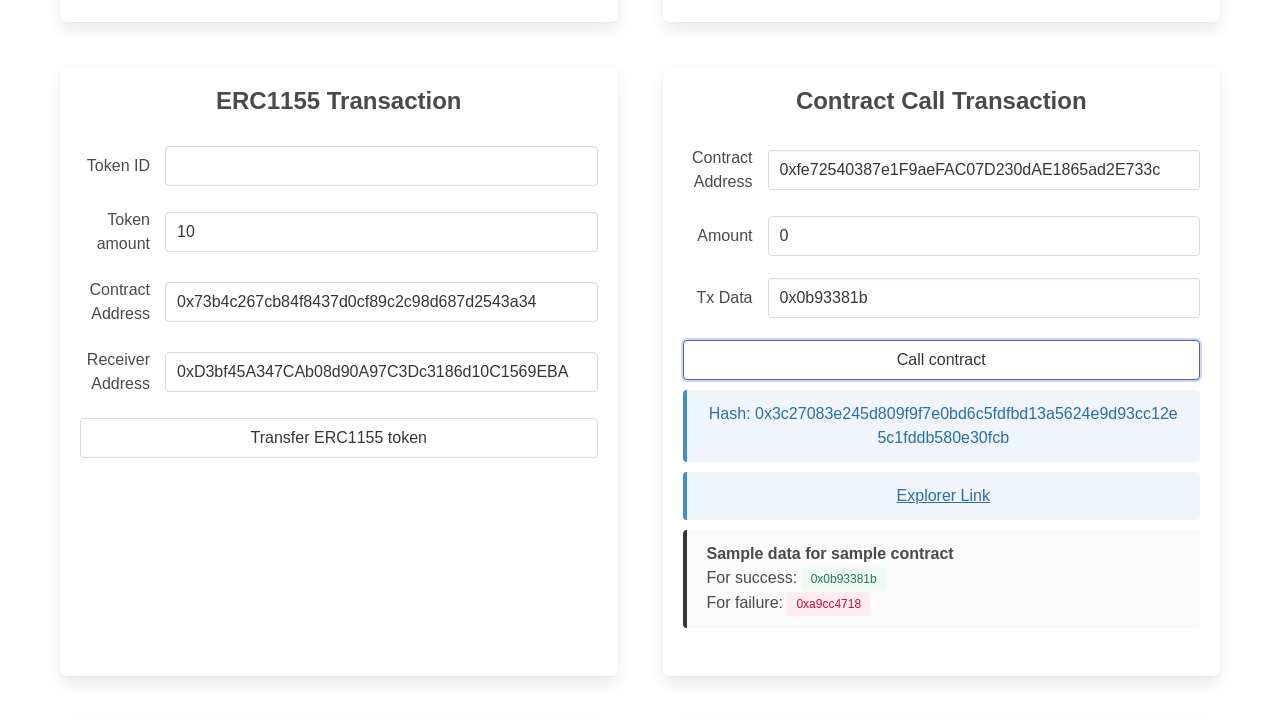 ERC1155 Transaction
Token ID
Token
amount
10
Contract
Address
0x73b4c267cb84f8437d0cf89c2c98d687d2543a34
Receiver
Address
0xD3bf45A347CAb08d90A97C3Dc3186d10C1569EBA
Transfer ERC1155 token
Contract Call Transaction
Contract
Address
0xfe72540387e1F9aeFAC07D230dAE1865ad2E733c
Amount
0
Tx Data
0x0b93381b
Call contract
Hash: 0x3c27083e245d809f9f7e0bd6c5fdfbd13a5624e9d93cc12e
5c1fddb580e30fcb
Explorer Link
Sample data for sample contract
For success: 0x0b93381b
For failure: 0xa9cc4718